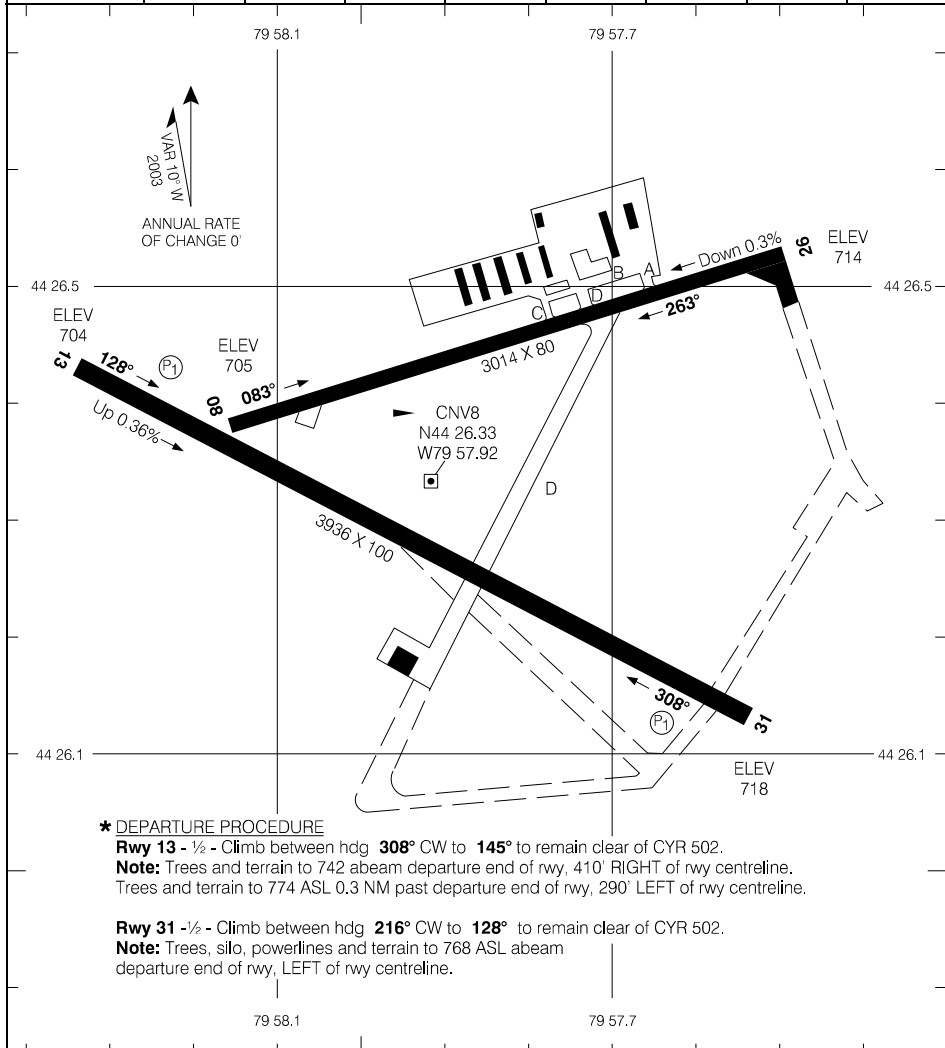 79 58.1
79 57.7
VAR 10° W
2003
ANNUAL RATE
OF CHANGE 0'
44 26.5
44 26.5
ELEV
714
26
Down 0.3%
A
B
C
D
263°
ELEV
704
13
128°
P1
Up 0.36%
ELEV
705
08
083°
3014 X 80
CNV8
N44 26.33
W79 57.92
D
3936 X 100
308°
P1
31
ELEV
718
44 26.1
44 26.1
* DEPARTURE PROCEDURE
Rwy 13 - ½ - Climb between hdg 308° CW to 145° to remain clear of CYR 502.
Note: Trees and terrain to 742 abeam departure end of rwy, 410' RIGHT of rwy centreline.
Trees and terrain to 774 ASL 0.3 NM past departure end of rwy, 290' LEFT of rwy centreline.
Rwy 31 -½ - Climb between hdg 216° CW to 128° to remain clear of CYR 502.
Note: Trees, silo, powerlines and terrain to 768 ASL abeam
departure end of rwy, LEFT of rwy centreline.
79 58.1
79 57.7